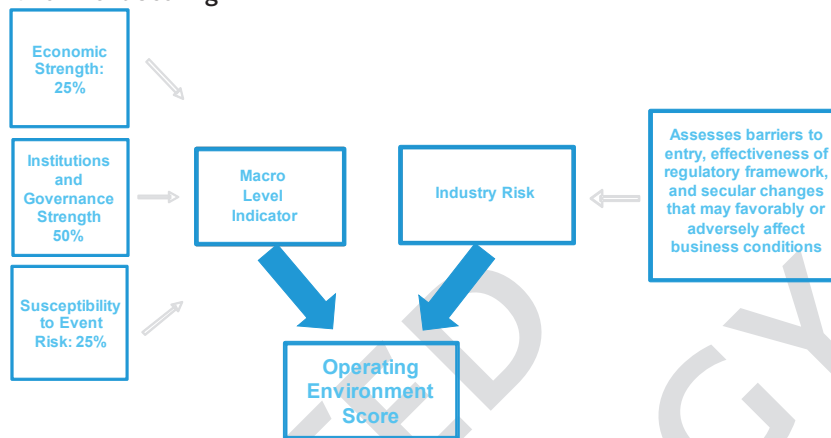 Economic
Strength:
25%
Institutions
and
Governance
Strength
50%
Susceptibility
to Event
Risk: 25%
Macro
Level
Indicator
Industry Risk
Assesses barriers to
entry, effectiveness of
regulatory framework,
and secular changes
that may favorably or
adversely affect
business conditions
Operating
Environment
Score